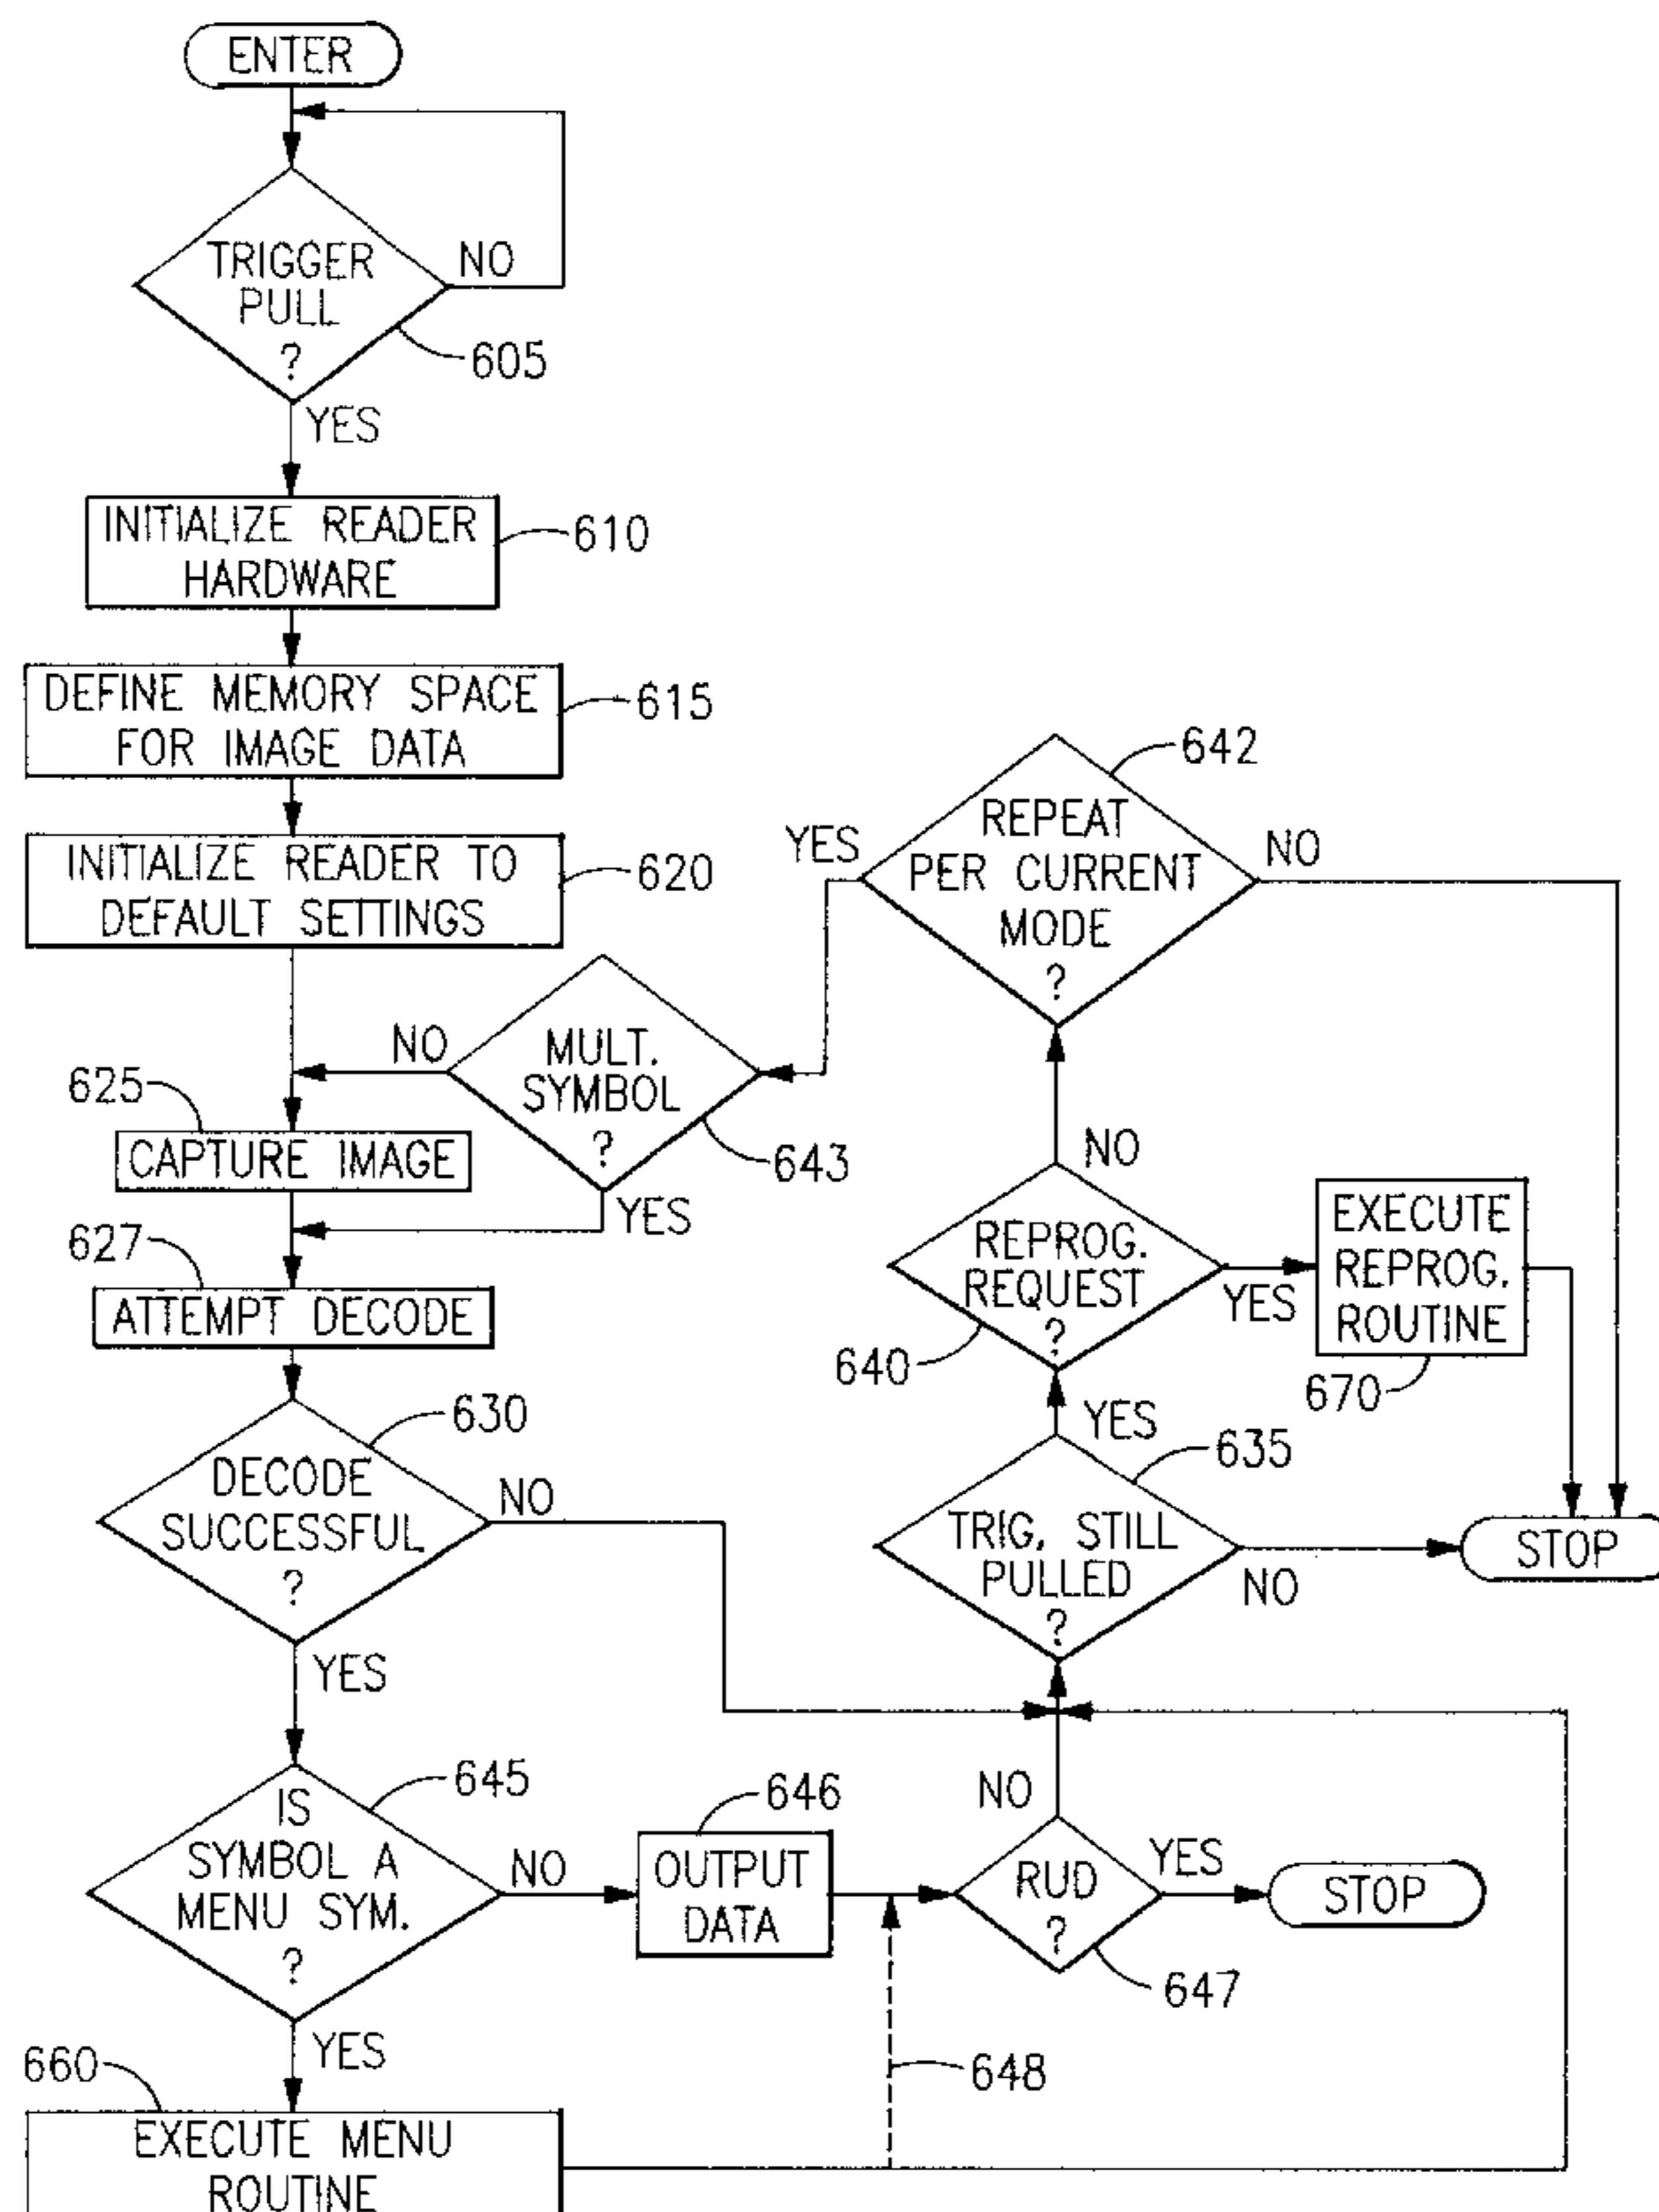 ENTER
TRIGGER
PULL
?
NO
605
YES
INITIALIZE READER
HARDWARE
610
DEFINE MEMORY SPACE
FOR IMAGE DATA
615
INITIALIZE READER TO
DEFAULT SETTINGS
620
642
REPEAT
PER CURRENT
MODE
?
YES
NO
MULT.
SYMBOL
?
NO
643
YES
625
CAPTURE IMAGE
627
ATTEMPT DECODE
NO
REPROG.
REQUEST
?
640
YES
EXECUTE
REPROG.
ROUTINE
670
630
DECODE
SUCCESSFUL
?
NO
YES
YES
635
TRIG. STILL
PULLED
?
NO
STOP
645
IS
SYMBOL A
MENU SYM.
?
NO
646
OUTPUT
DATA
NO
RUD
?
YES
647
STOP
YES
648
660
EXECUTE MENU
ROUTINE